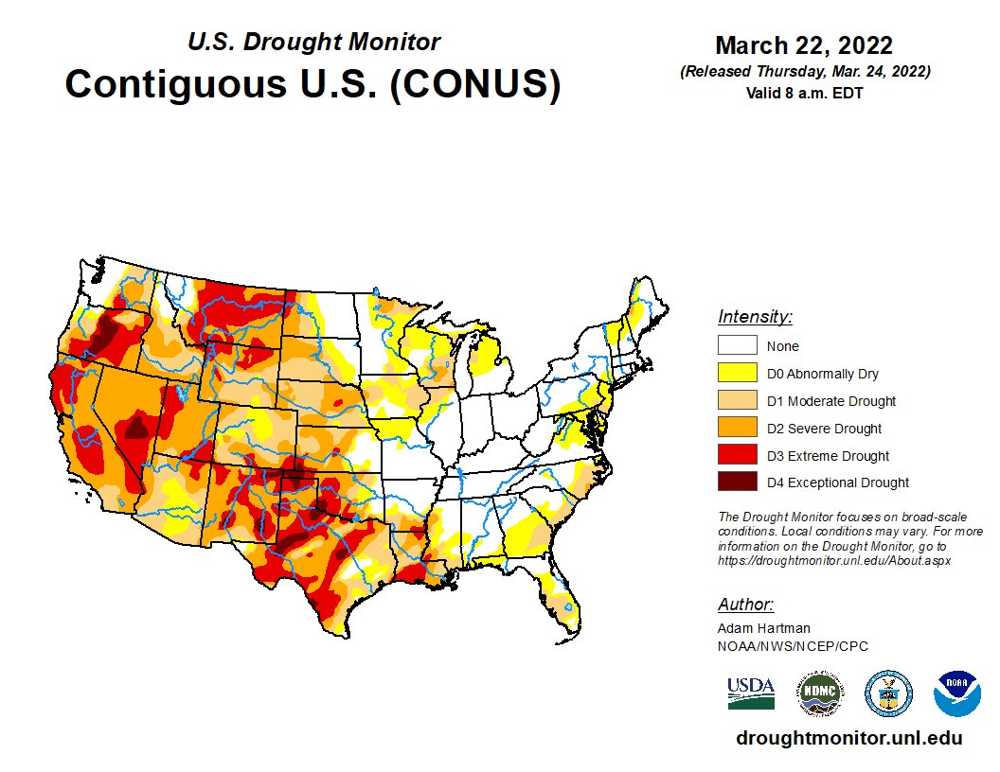 U.S. Drought Monitor
Contiguous U.S. (CONUS)
March 22, 2022
(Released Thursday, Mar. 24, 2022)
Valid 8 a.m. EDT
Intensity:
None
D0 Abnormally Dry
D1 Moderate Drought
D2 Severe Drought
D3 Extreme Drought
D4 Exceptional Drought
The Drought Monitor focuses on broad-scale
conditions. Local conditions may vary. For more
information on the Drought Monitor, go to
https://droughtmonitor.unl.edu/About.aspx
Author:
Adam Hartman
NOAA/NWS/NCEP/CPC
USDA
NDMC
NOAA
droughtmonitor.unl.edu